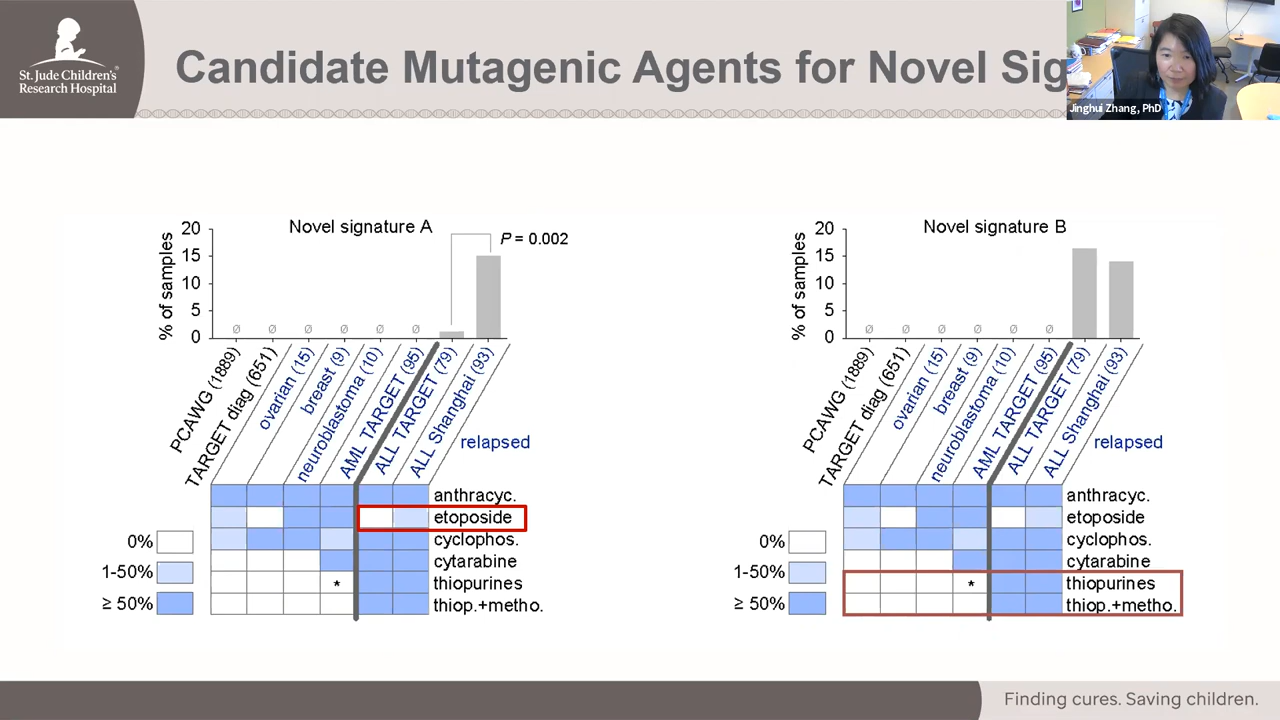 St. Jude Children's
Research Hospital
Candidate Mutagenic Agents for Novel Sig
Jinghui Zhang, PhD
Novel signature A
% of samples
20
15
10
5
0
P = 0.002
Ø Ø Ø Ø Ø Ø
PCAWG (1889)
TARGET diag (651)
ovarian (15)
breast (9)
neuroblastoma (10)
AML TARGET (95)
ALL TARGET (79)
ALL Shanghai (93)
relapsed
anthracyc.
etoposide
cyclophos.
cytarabine
thiopurines
thiop.+metho.
*
0%
1-50%
≥ 50%
Novel signature B
% of samples
20
15
10
5
0
Ø Ø Ø Ø Ø Ø
PCAWG (1889)
TARGET diag (651)
ovarian (15)
breast (9)
neuroblastoma (10)
AML TARGET (95)
ALL TARGET (79)
ALL Shanghai (93)
relapsed
anthracyc.
etoposide
cyclophos.
cytarabine
thiopurines
thiop.+metho.
*
0%
1-50%
≥ 50%
Finding cures. Saving children.